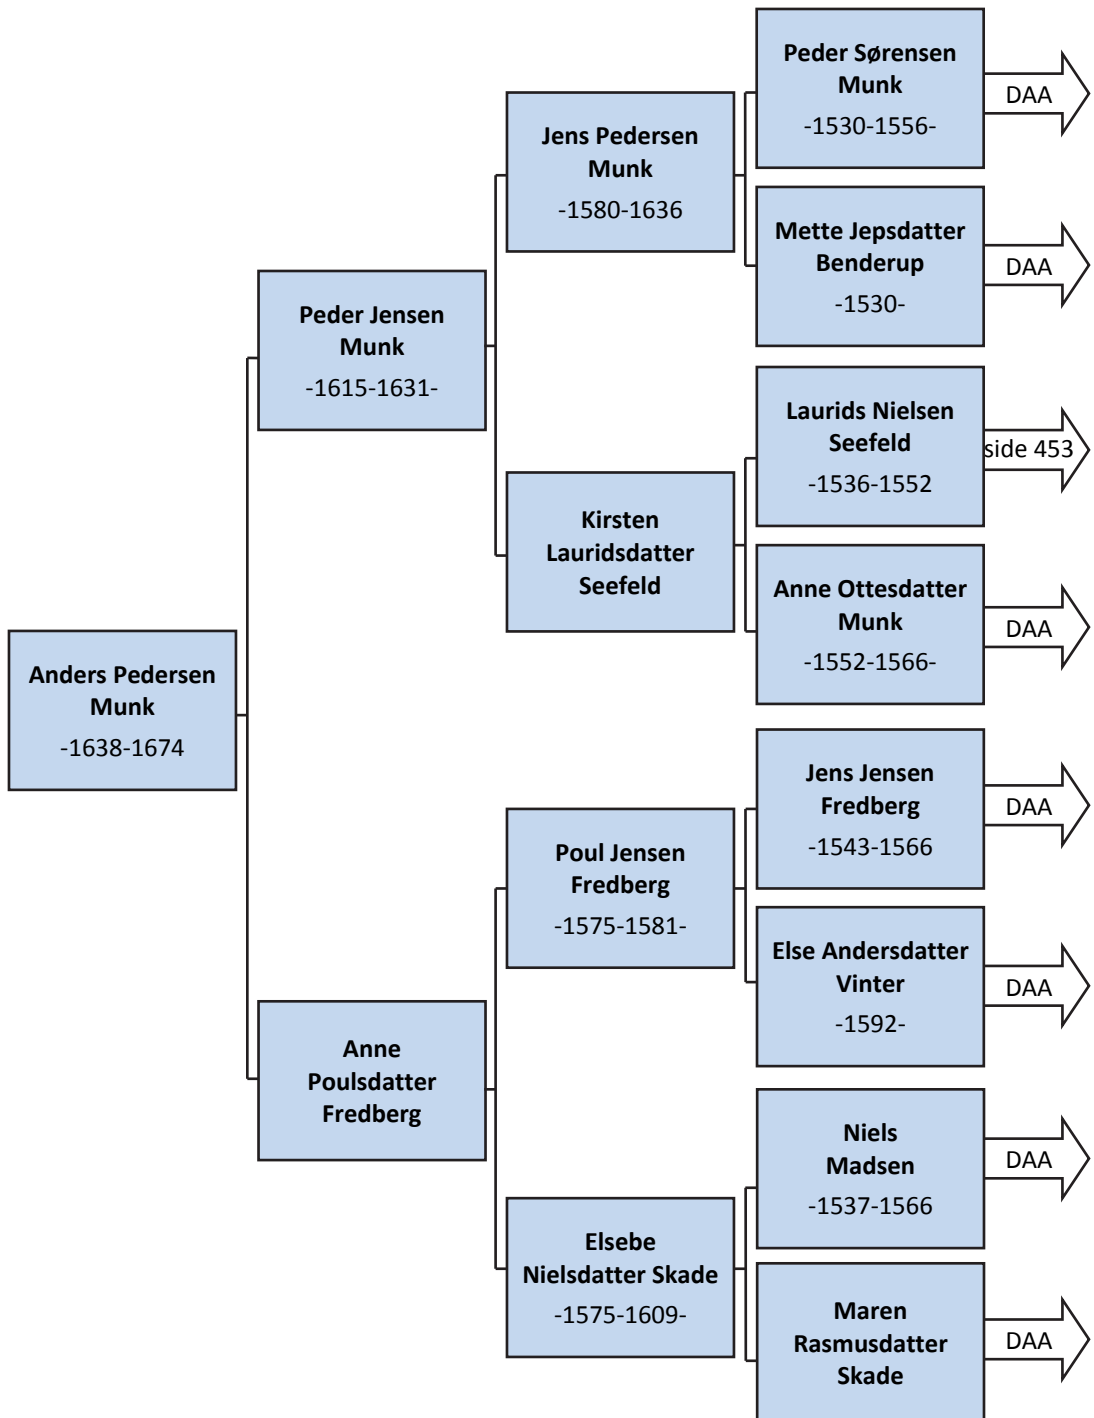 Peder Sørensen
Munk
-1530-1556-
DAA
Jens Pedersen
Munk
-1580-1636
Mette Jepsdatter
Benderup
-1530-
DAA
Peder Jensen
Munk
-1615-1631-
Laurids Nielsen
Seefeld
-1536-1552
side 453
Kirsten
Lauridsdatter
Seefeld
Anne Ottesdatter
Munk
-1552-1566-
DAA
Anders Pedersen
Munk
-1638-1674
Jens Jensen
Fredberg
-1543-1566
DAA
Poul Jensen
Fredberg
-1575-1581-
Else Andersdatter
Vinter
-1592-
DAA
Anne
Poulsdatter
Fredberg
Niels
Madsen
-1537-1566
DAA
Elsebe
Nielsdatter Skade
-1575-1609-
Maren
Rasmusdatter
Skade
DAA